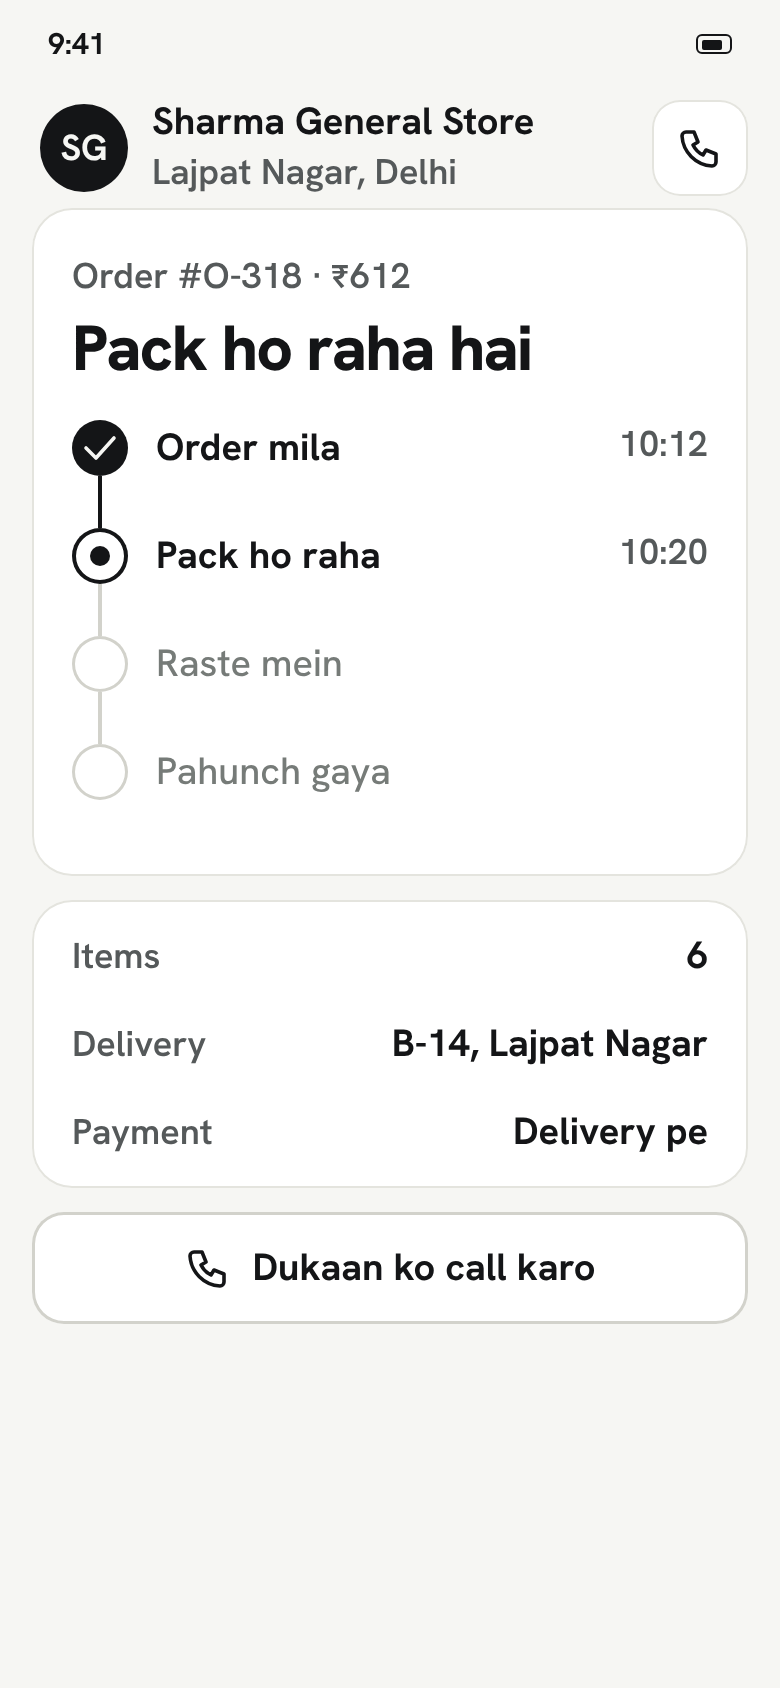 9:41
SG
Sharma General Store
Lajpat Nagar, Delhi
Order #O-318 · ₹612
Pack ho raha hai
Order mila 10:12
Pack ho raha 10:20
Raste mein
Pahunch gaya
Items 6
Delivery B-14, Lajpat Nagar
Payment Delivery pe
Dukaan ko call karo